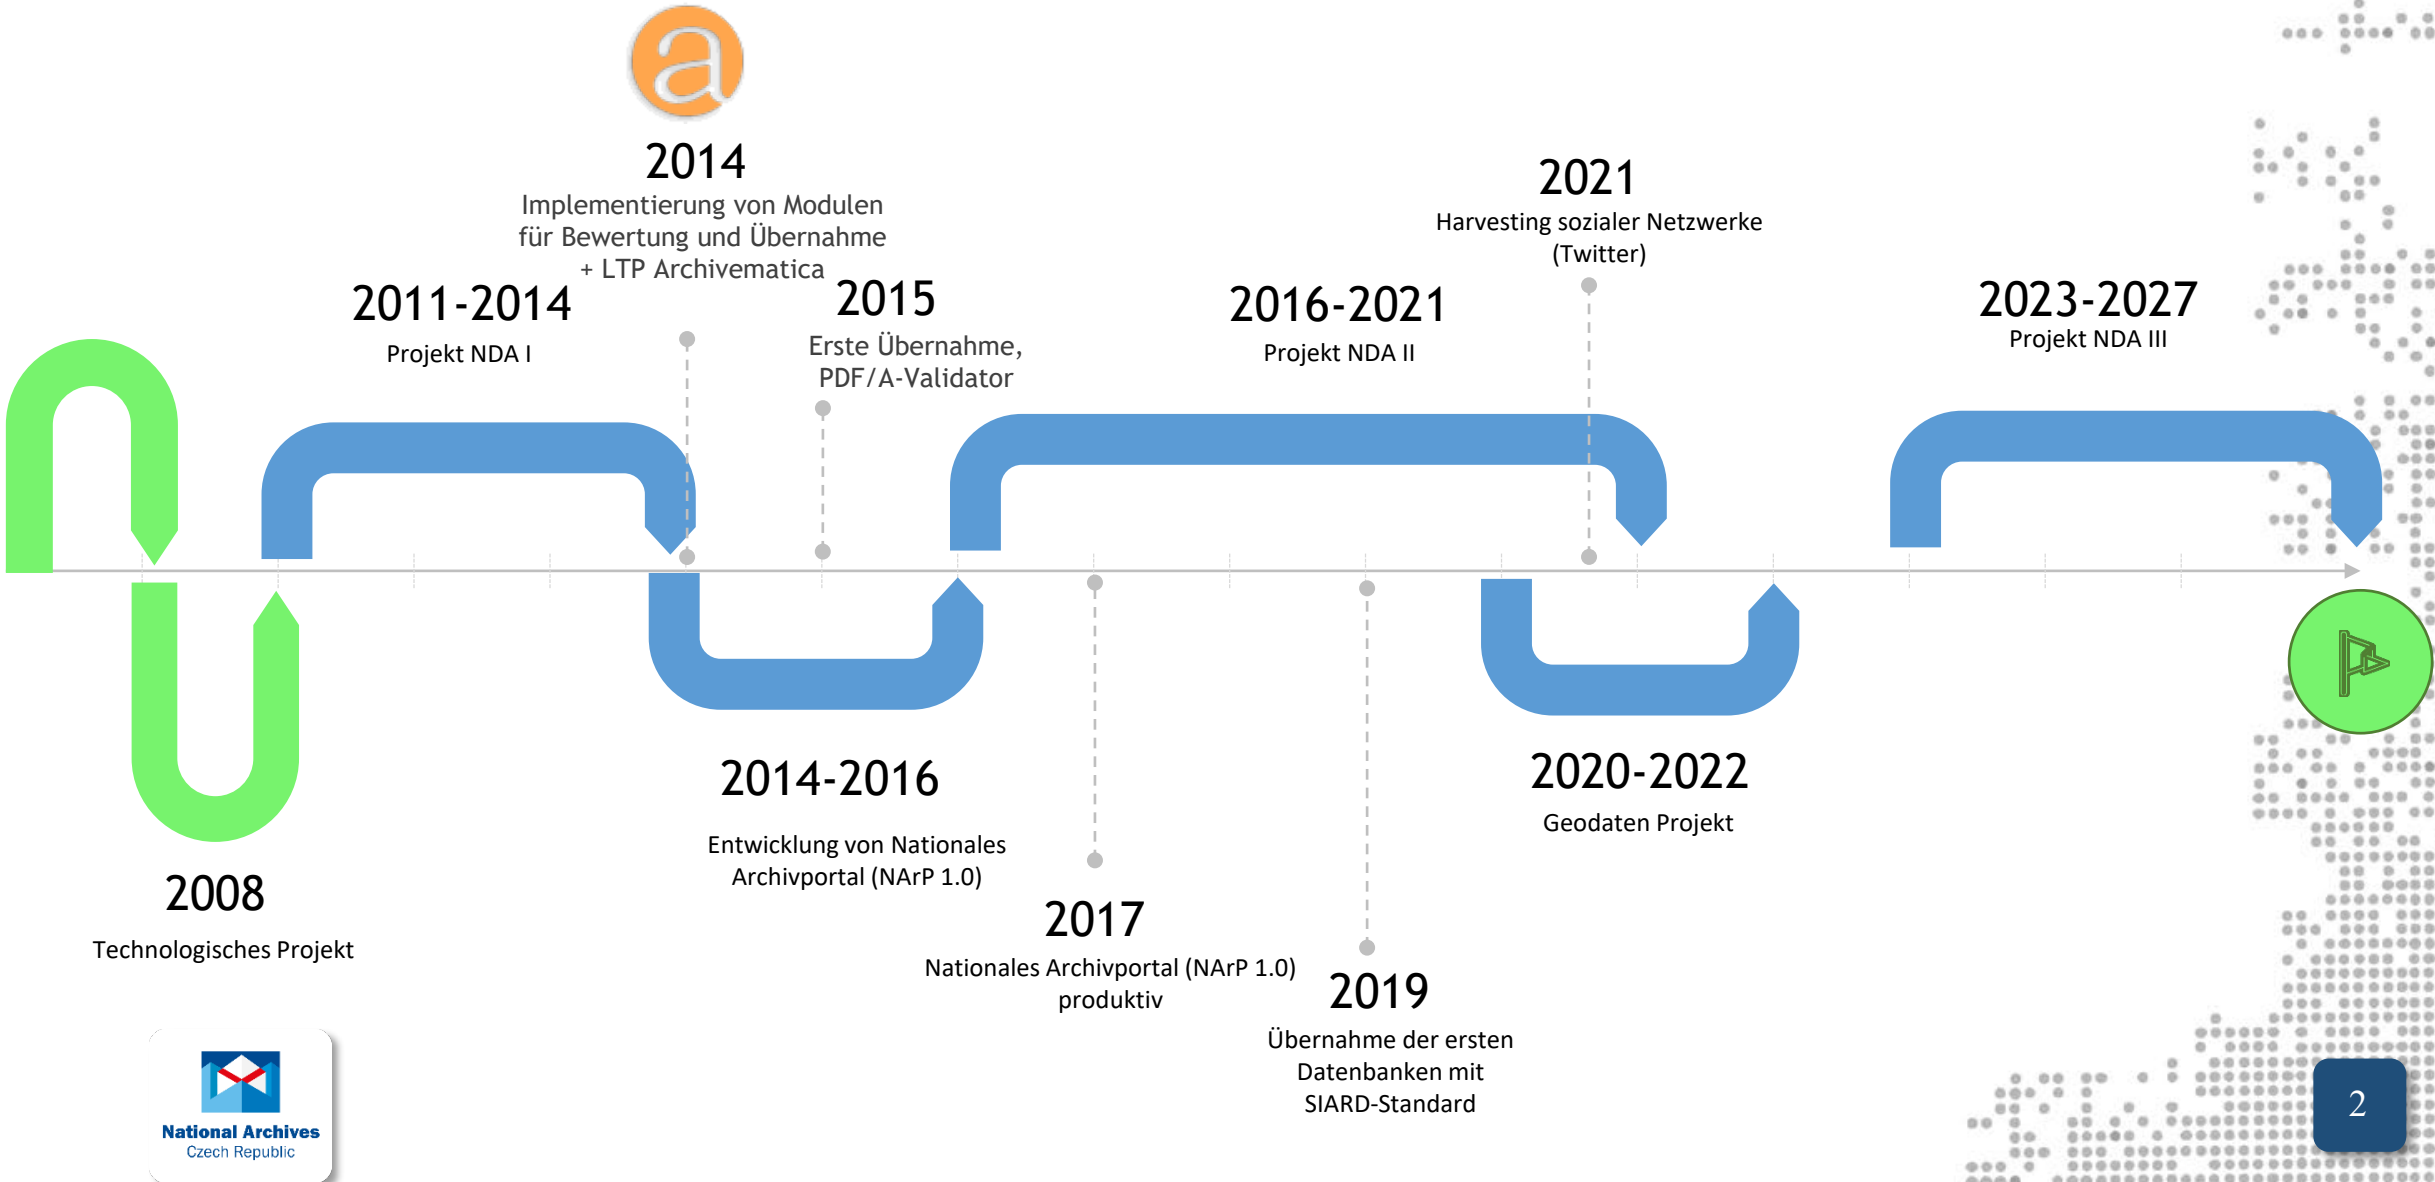 2014
Implementierung von Modulen
für Bewertung und Übernahme
+ LTP Archivematica
2011-2014
Projekt NDA I
2015
Erste Übernahme,
PDF/A-Validator
2016-2021
Projekt NDA II
2021
Harvesting sozialer Netzwerke
(Twitter)
2023-2027
Projekt NDA III
2008
Technologisches Projekt
2014-2016
Entwicklung von Nationales
Archivportal (NArP 1.0)
2017
Nationales Archivportal (NArP 1.0)
produktiv
2019
Übernahme der ersten
Datenbanken mit
SIARD-Standard
2020-2022
Geodaten Projekt
National Archives
Czech Republic
a
2